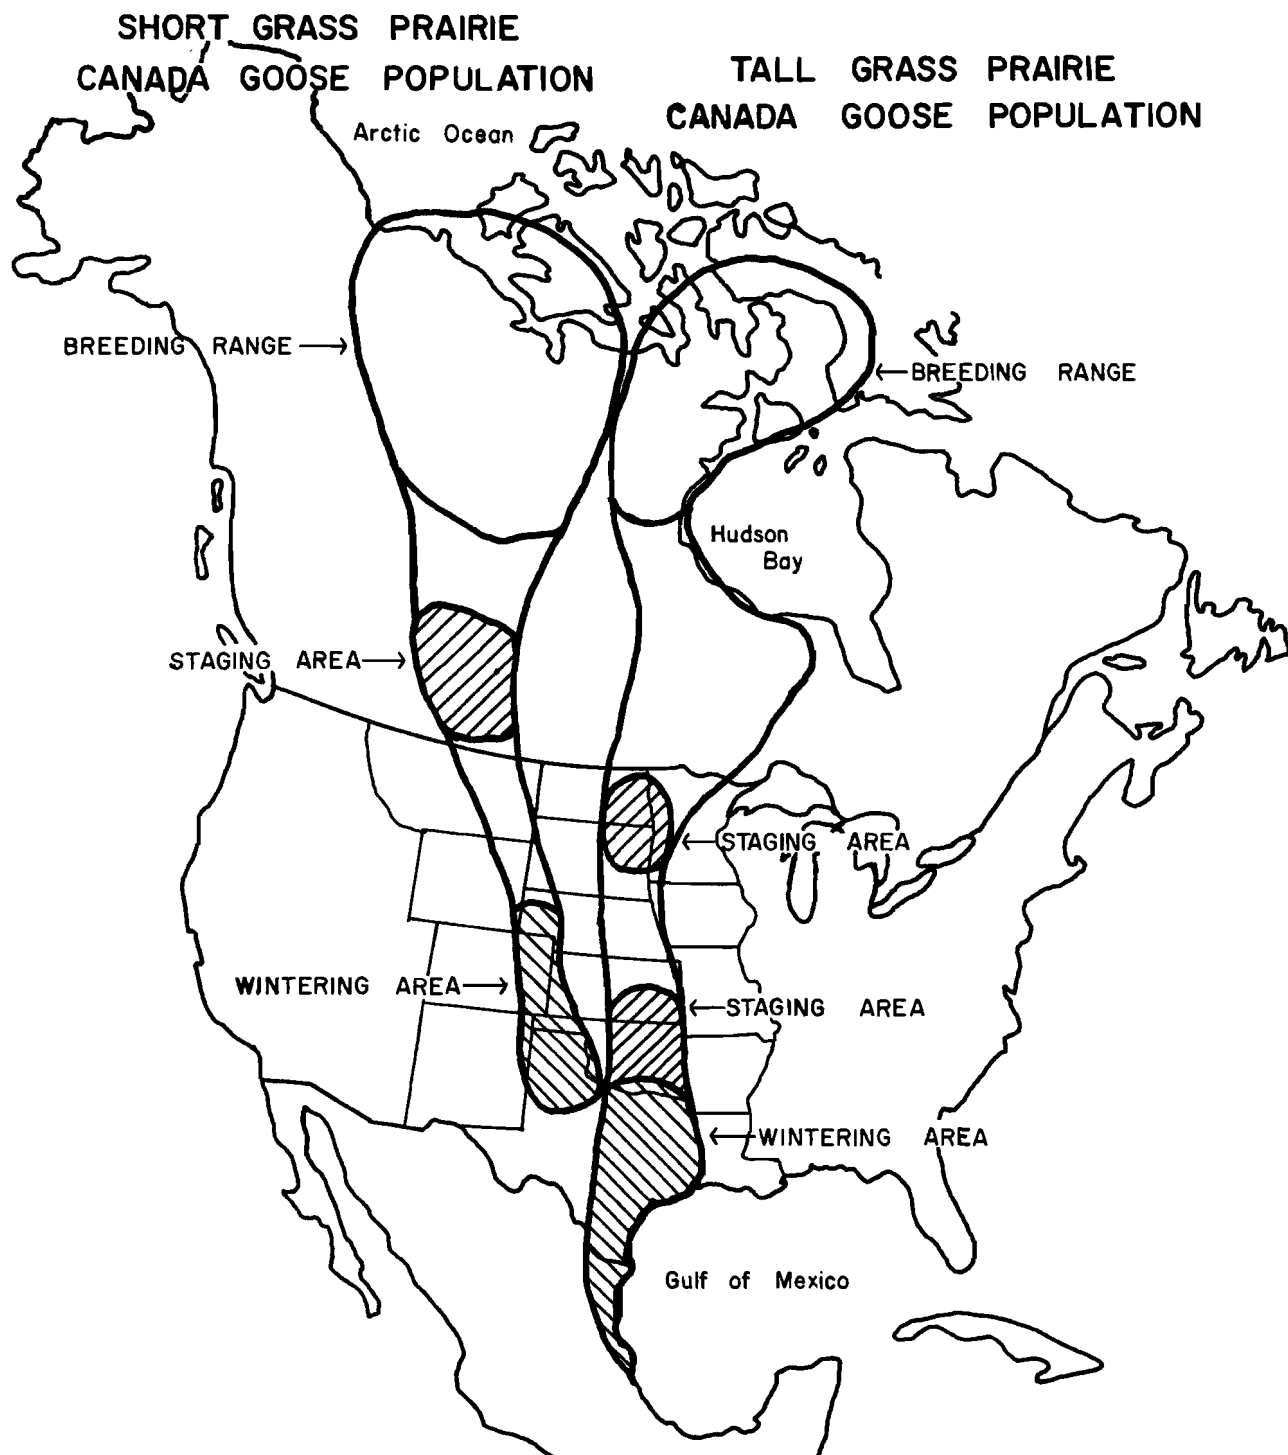 SHORT GRASS PRAIRIE
CANADA GOOSE POPULATION
TALL GRASS PRAIRIE
CANADA GOOSE POPULATION
Arctic Ocean
BREEDING RANGE
BREEDING RANGE
Hudson
Bay
STAGING AREA
STAGING AREA
WINTERING AREA
STAGING AREA
WINTERING AREA
Gulf of Mexico